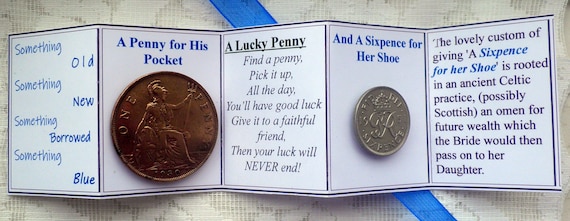 Something
Old
Something
New
Something
Borrowed
Something
Blue
A Penny for His
Pocket
ONE PENNY
A Lucky Penny
Find a penny,
Pick it up,
All the day,
You'll have good luck
Give it to a faithful
friend,
Then your luck will
NEVER end!
And A Sixpence for
Her Shoe
SIXPENCE
The lovely custom of
giving 'A Sixpence
for her Shoe' is rooted
in an ancient Celtic
practice, (possibly
Scottish) an omen for
future wealth which
the Bride would then
pass on to her
Daughter.